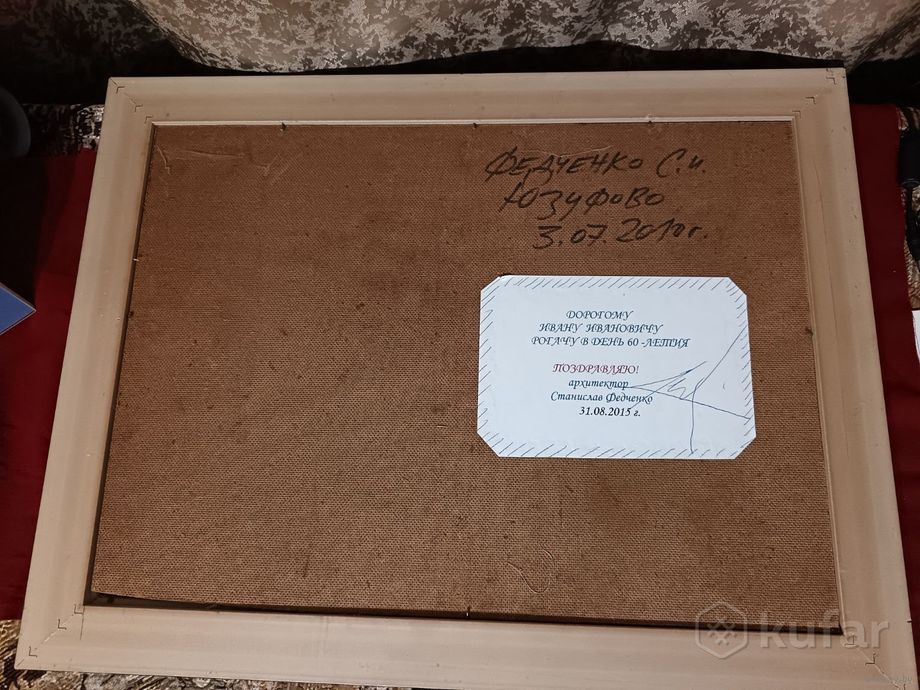 ФЕДЧЕНКО С.И.
ЮЗУФОВО
3.07.2010г.
ДОРОГОМУ
ИВАНУ ИВАНОВИЧУ
РОГАЧУ В ДЕНЬ 60 -ЛЕТИЯ
ПОЗДРАВЛЯЮ!
архитектор
Станислав Федченко
31.08.2015 г.
kufar